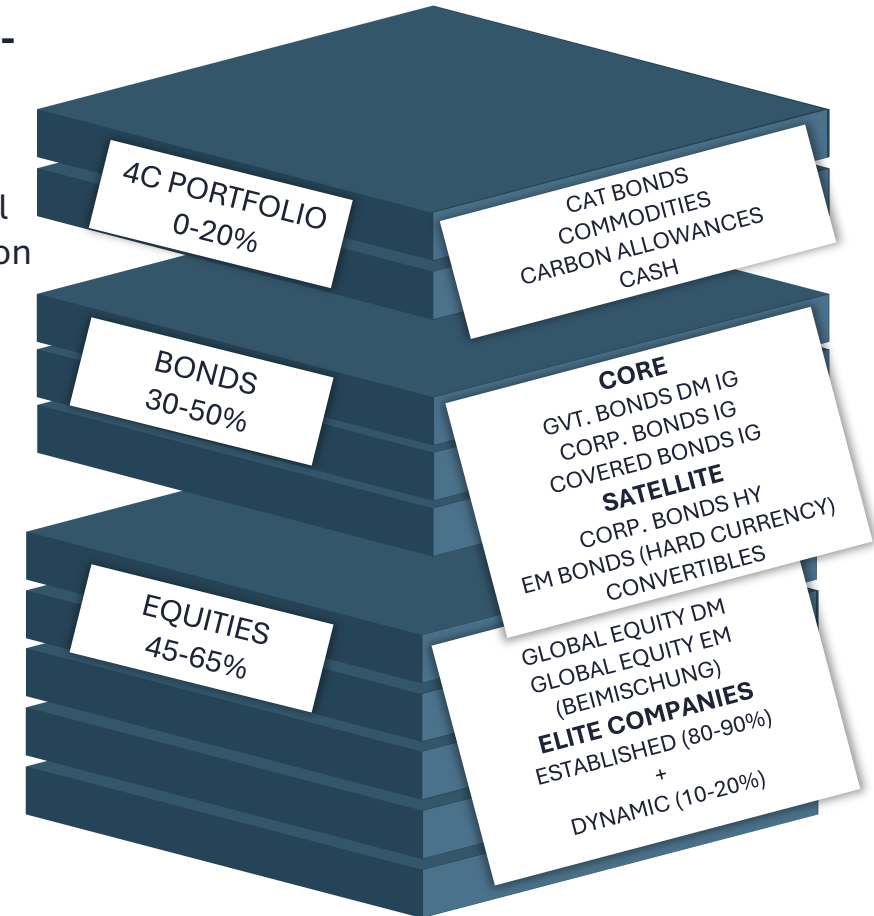 -
l
on
4C PORTFOLIO
0-20%
CAT BONDS
COMMODITIES
CARBON ALLOWANCES
CASH
BONDS
30-50%
CORE
GVT. BONDS DM IG
CORP. BONDS IG
COVERED BONDS IG
SATELLITE
CORP. BONDS HY
EM BONDS (HARD CURRENCY)
CONVERTIBLES
EQUITIES
45-65%
GLOBAL EQUITY DM
GLOBAL EQUITY EM
(BEIMISCHUNG)
ELITE COMPANIES
ESTABLISHED (80-90%)
+
DYNAMIC (10-20%)